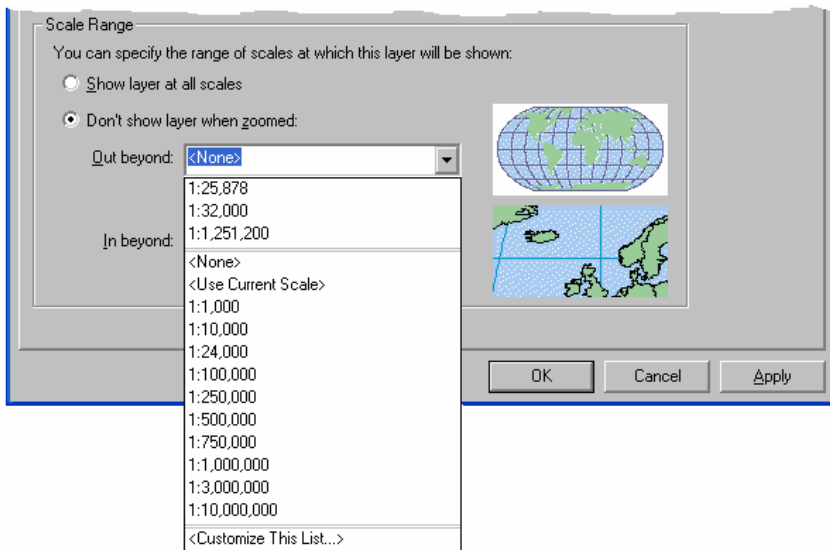 Scale Range
You can specify the range of scales at which this layer will be shown:
Show layer at all scales
Don't show layer when zoomed:
Out beyond: <None>
1:25,878
1:32,000
1:1,251,200
In beyond:
<None>
<Use Current Scale>
1:1,000
1:10,000
1:24,000
1:100,000
1:250,000
1:500,000
1:750,000
1:1,000,000
1:3,000,000
1:10,000,000
<Customize This List...>
OK Cancel Apply